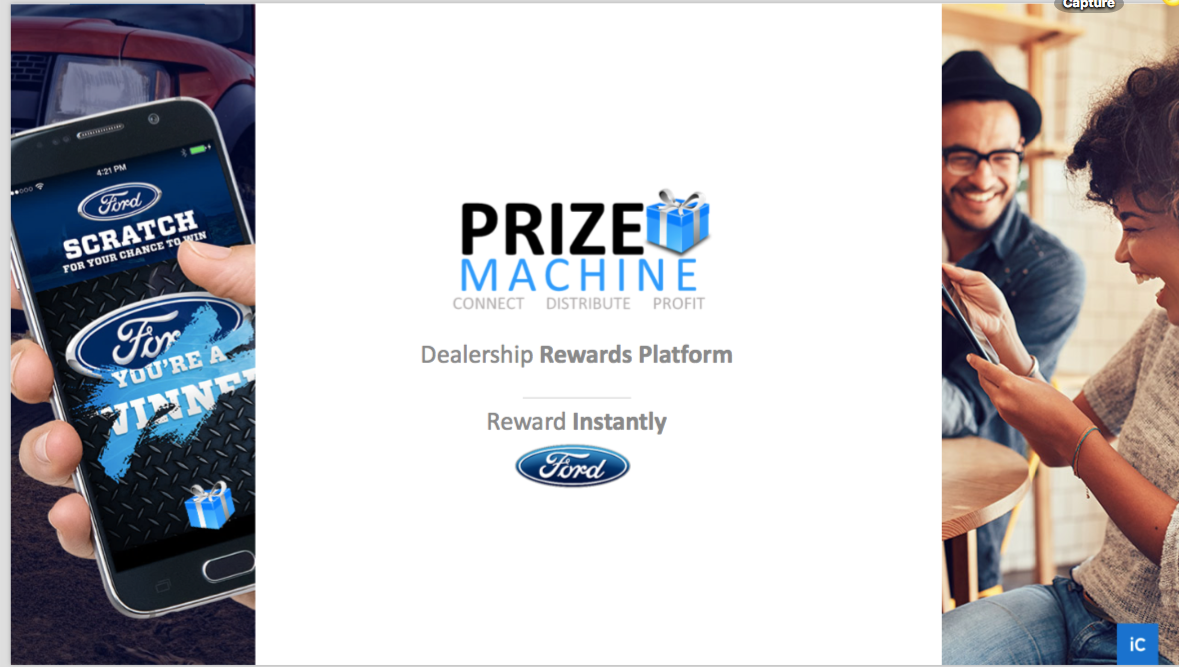 Capture
4:21 PM
Ford
SCRATCH
FOR YOUR CHANCE TO WIN
Ford
YOU'RE A
WINNER
PRIZE
MACHINE
CONNECT DISTRIBUTE PROFIT
Dealership Rewards Platform
Reward Instantly
Ford
iC